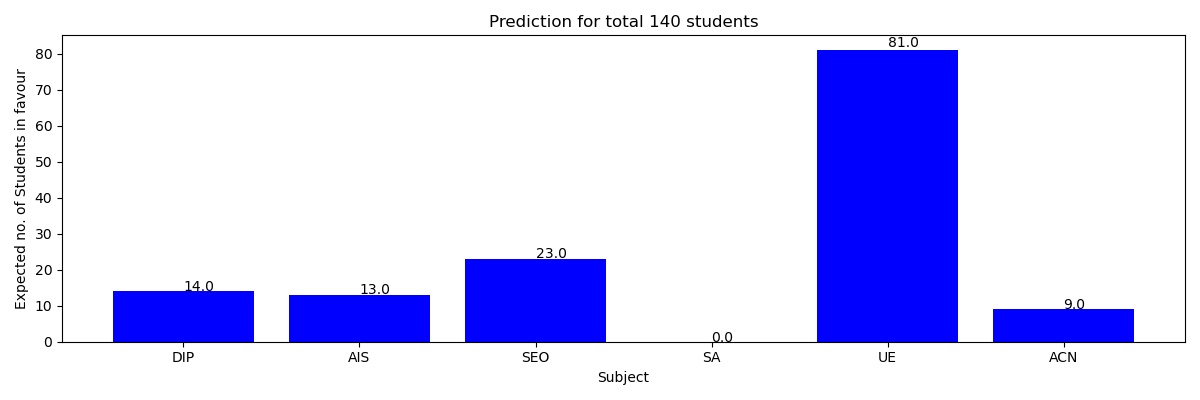 Prediction for total 140 students
Expected no. of Students in favour
80
70
60
50
40
30
20
10
0
14.0
13.0
23.0
0.0
81.0
9.0
DIP
AIS
SEO
SA
UE
ACN
Subject